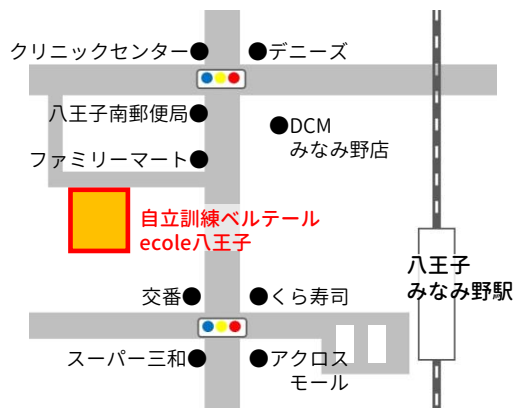 クリニックセンター
デニーズ
八王子南郵便局
DCM
みなみ野店
ファミリーマート
自立訓練ベルテール
ecole八王子
八王子
みなみ野駅
交番
くら寿司
スーパー三和
アクロス
モール